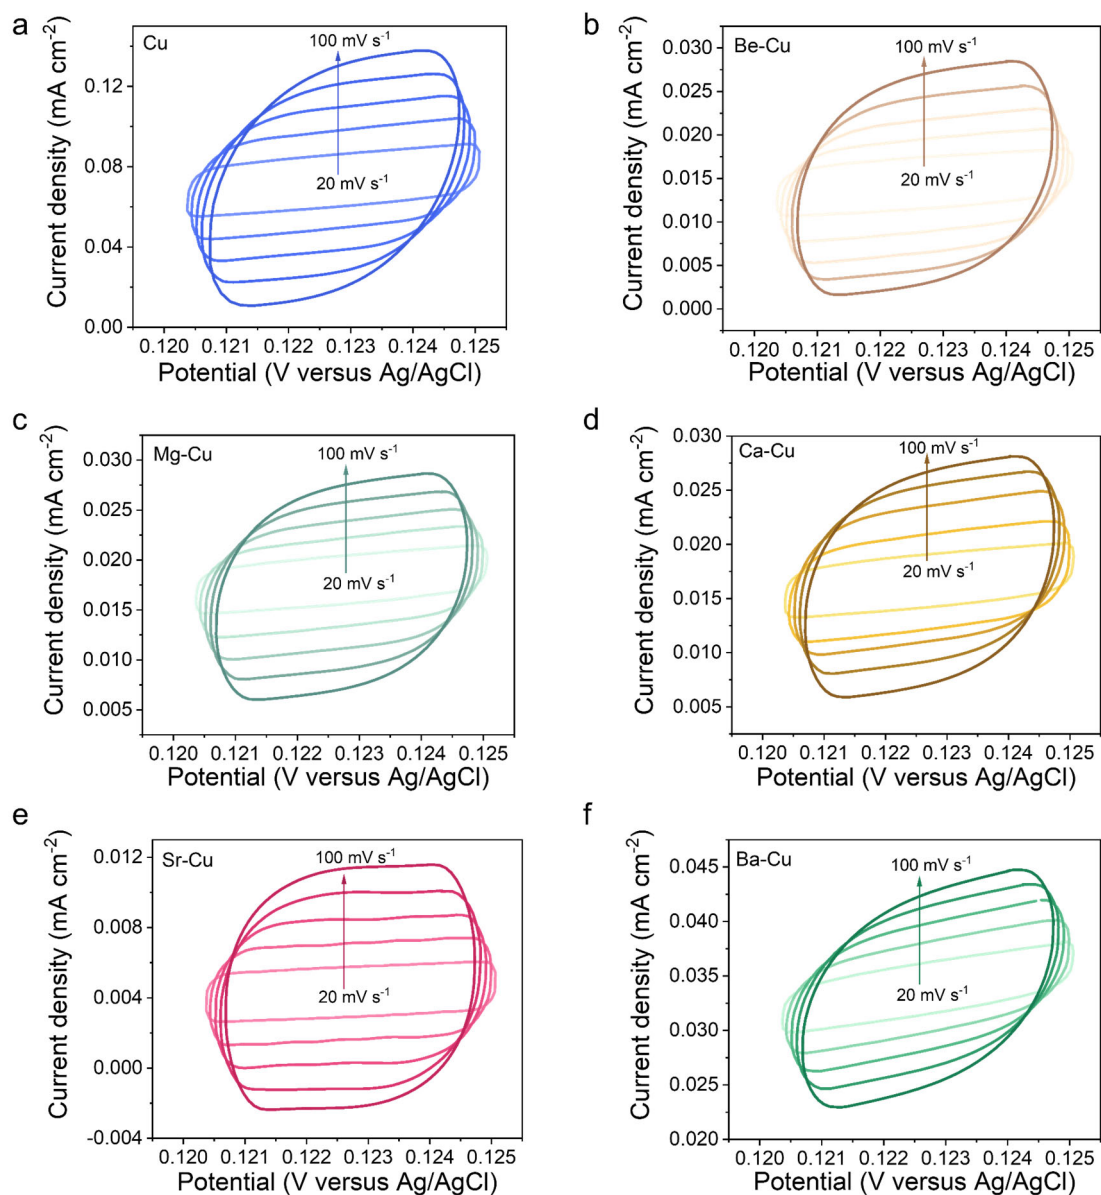 a
Cu
100 mV s⁻¹
20 mV s⁻¹
0.12
0.08
0.04
0.00
Current density (mA cm⁻²)
0.120 0.121 0.122 0.123 0.124 0.125
Potential (V versus Ag/AgCl)
b
Be-Cu
100 mV s⁻¹
20 mV s⁻¹
0.030
0.025
0.020
0.015
0.010
0.005
0.000
Current density (mA cm⁻²)
0.120 0.121 0.122 0.123 0.124 0.125
Potential (V versus Ag/AgCl)
c
Mg-Cu
100 mV s⁻¹
20 mV s⁻¹
0.030
0.025
0.020
0.015
0.010
0.005
Current density (mA cm⁻²)
0.120 0.121 0.122 0.123 0.124 0.125
Potential (V versus Ag/AgCl)
d
Ca-Cu
100 mV s⁻¹
20 mV s⁻¹
0.030
0.025
0.020
0.015
0.010
0.005
Current density (mA cm⁻²)
0.120 0.121 0.122 0.123 0.124 0.125
Potential (V versus Ag/AgCl)
e
Sr-Cu
100 mV s⁻¹
20 mV s⁻¹
0.012
0.008
0.004
0.000
-0.004
Current density (mA cm⁻²)
0.120 0.121 0.122 0.123 0.124 0.125
Potential (V versus Ag/AgCl)
f
Ba-Cu
100 mV s⁻¹
20 mV s⁻¹
0.045
0.040
0.035
0.030
0.025
0.020
Current density (mA cm⁻²)
0.120 0.121 0.122 0.123 0.124 0.125
Potential (V versus Ag/AgCl)